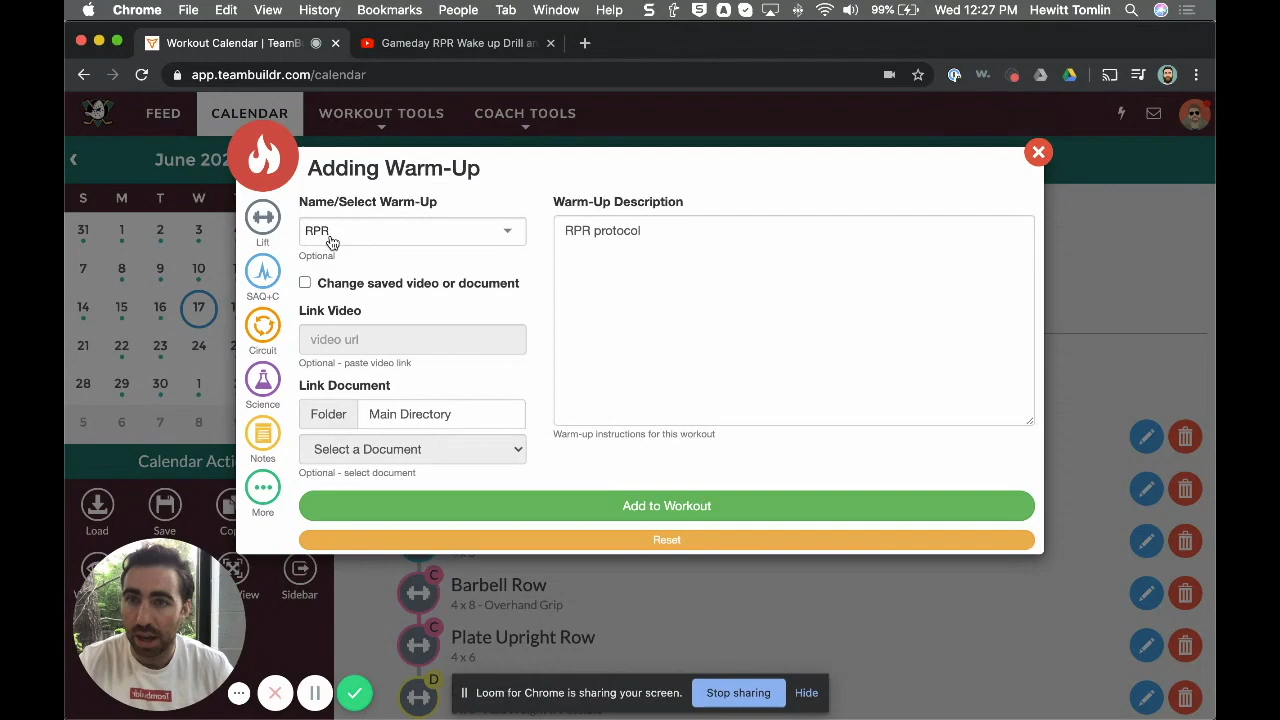 Chrome File Edit View History Bookmarks People Tab Window Help 99% Wed 12:27 PM Hewitt Tomlin
Workout Calendar | TeamB
Gameday RPR Wake up Drill an
app.teambuildr.com/calendar
FEED CALENDAR WORKOUT TOOLS COACH TOOLS
June 202
S M T W
31 1 2 3
7 8 9 10
14 15 16 17
21 22 23 24
28 29 30 1
5 6 7 8
Calendar Acti
Load Save Cop
View Sidebar
Lift
SAQ+C
Circuit
Science
Notes
More
Adding Warm-Up
Name/Select Warm-Up
RPR
Optional
Change saved video or document
Link Video
video url
Optional - paste video link
Link Document
Folder Main Directory
Select a Document
Optional - select document
Warm-Up Description
RPR protocol
Warm-up instructions for this workout
Add to Workout
Reset
C
Barbell Row
4 x 8 - Overhand Grip
C
Plate Upright Row
4 x 6
D
Teambuildr
Loom for Chrome is sharing your screen. Stop sharing Hide